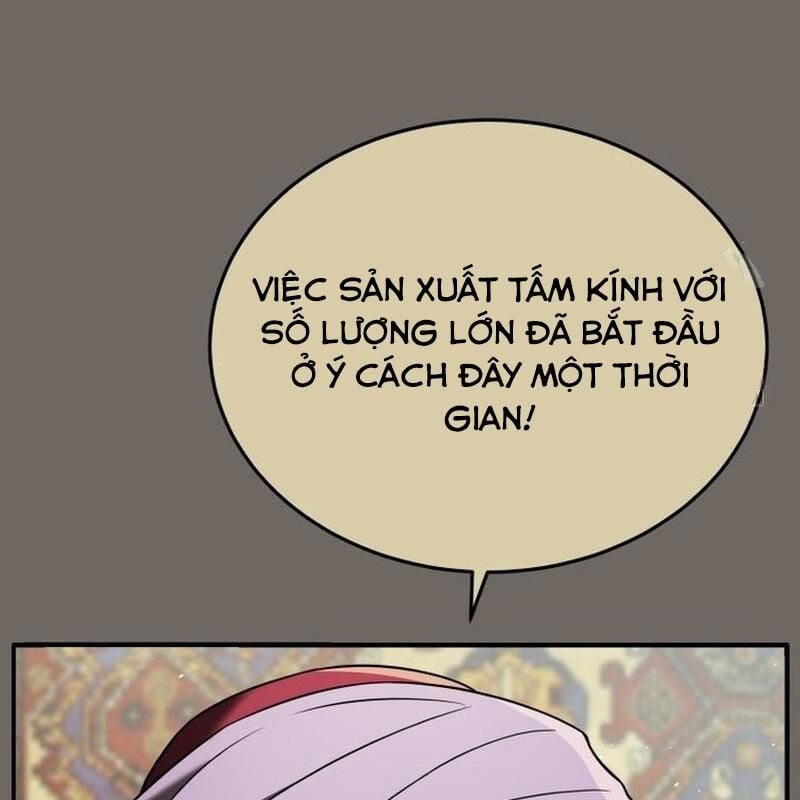 VIỆC SẢN XUẤT TẤM KÍNH VỚI
SỐ LƯỢNG LỚN ĐÃ BẮT ĐẦU
Ở Ý CÁCH ĐÂY MỘT THỜI
GIAN!